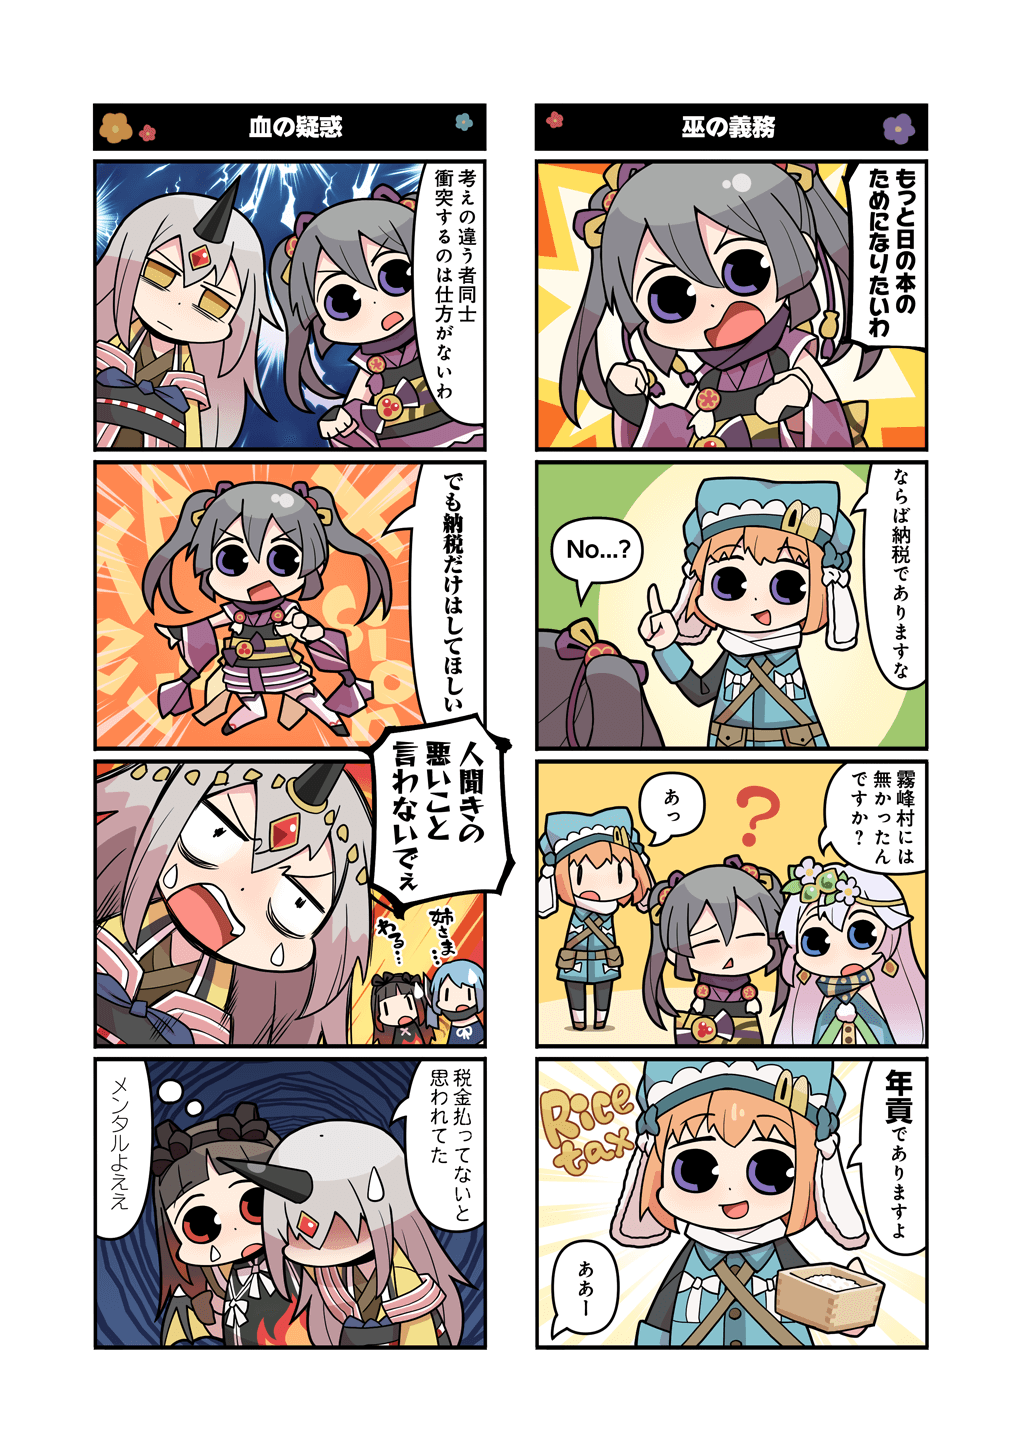 巫の義務
もっと日の本の
ためになりたいわ
ならば納税でありますな
No...?
霧峰村には
無かったん
ですか?
?
あっ
年貢でありますよ
Rice
tax
ああー
血の疑惑
考えの違う者同士
衝突するのは仕方がないわ
でも納税だけはしてほしい
人聞きの
悪いこと
言わないでぇ
姉さま…
わる…
税金払ってないと
思われてた
メンタルよええ